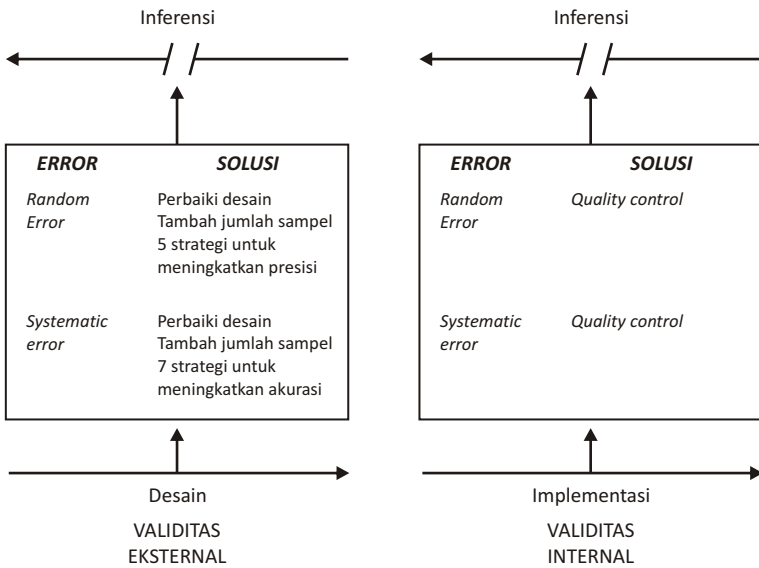 Inferensi
ERROR SOLUSI
Random Perbaiki desain
Error Tambah jumlah sampel
5 strategi untuk
meningkatkan presisi
Systematic Perbaiki desain
error Tambah jumlah sampel
7 strategi untuk
meningkatkan akurasi
Desain
VALIDITAS
EKSTERNAL
Inferensi
ERROR SOLUSI
Random Quality control
Error
Systematic Quality control
error
Implementasi
VALIDITAS
INTERNAL